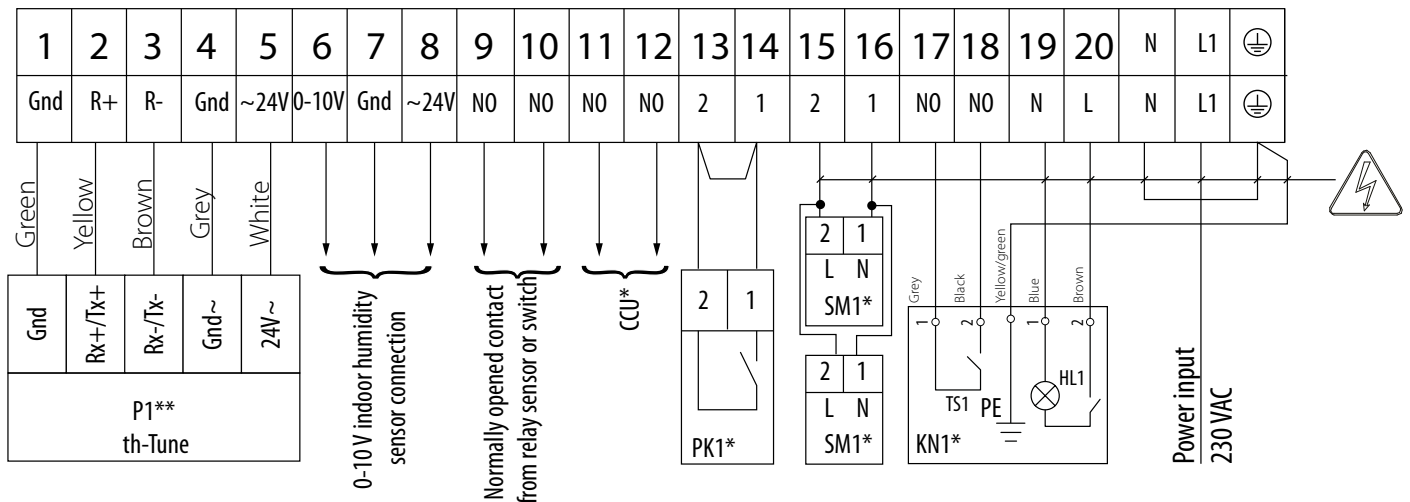 1 2 3 4 5 6 7 8 9 10 11 12 13 14 15 16 17 18 19 20 N L1
Gnd R+ R- Gnd ~24V 0-10V Gnd ~24V NO NO NO NO 2 1 2 1 NO NO N L N L1
Green
Yellow
Brown
Grey
White
Gnd
Rx+/Tx+
Rx-/Tx-
Gnd~
24V~
P1**
th-Tune
0-10 V indoor humidity
sensor connection
Normally opened contact
from relay sensor or switch
CCU*
2 1
PK1*
2 1
L N
SM1*
2 1
L N
SM1*
Grey
Black
Yellow/green
Blue
Brown
1 2 1 2
TS1
PE
HL1
KN1*
Power input
230 VAC